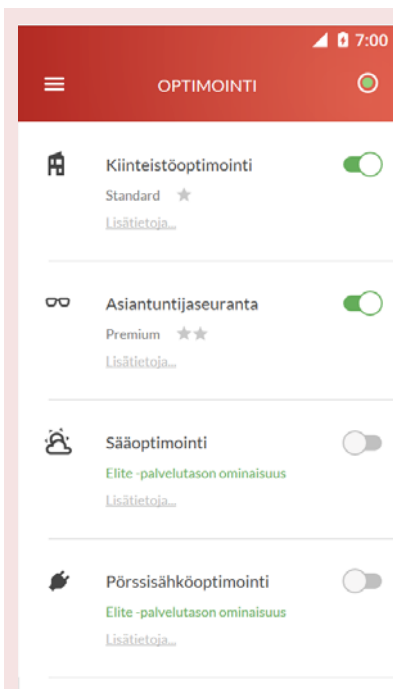 7:00
OPTIMOINTI
Kiinteistöoptimointi
Standard
Lisätietoja...
Asiantuntijaseuranta
Premium
Lisätietoja...
Sääoptimointi
Elite -palvelutason ominaisuus
Lisätietoja...
Pörssisähköoptimointi
Elite -palvelutason ominaisuus
Lisätietoja...